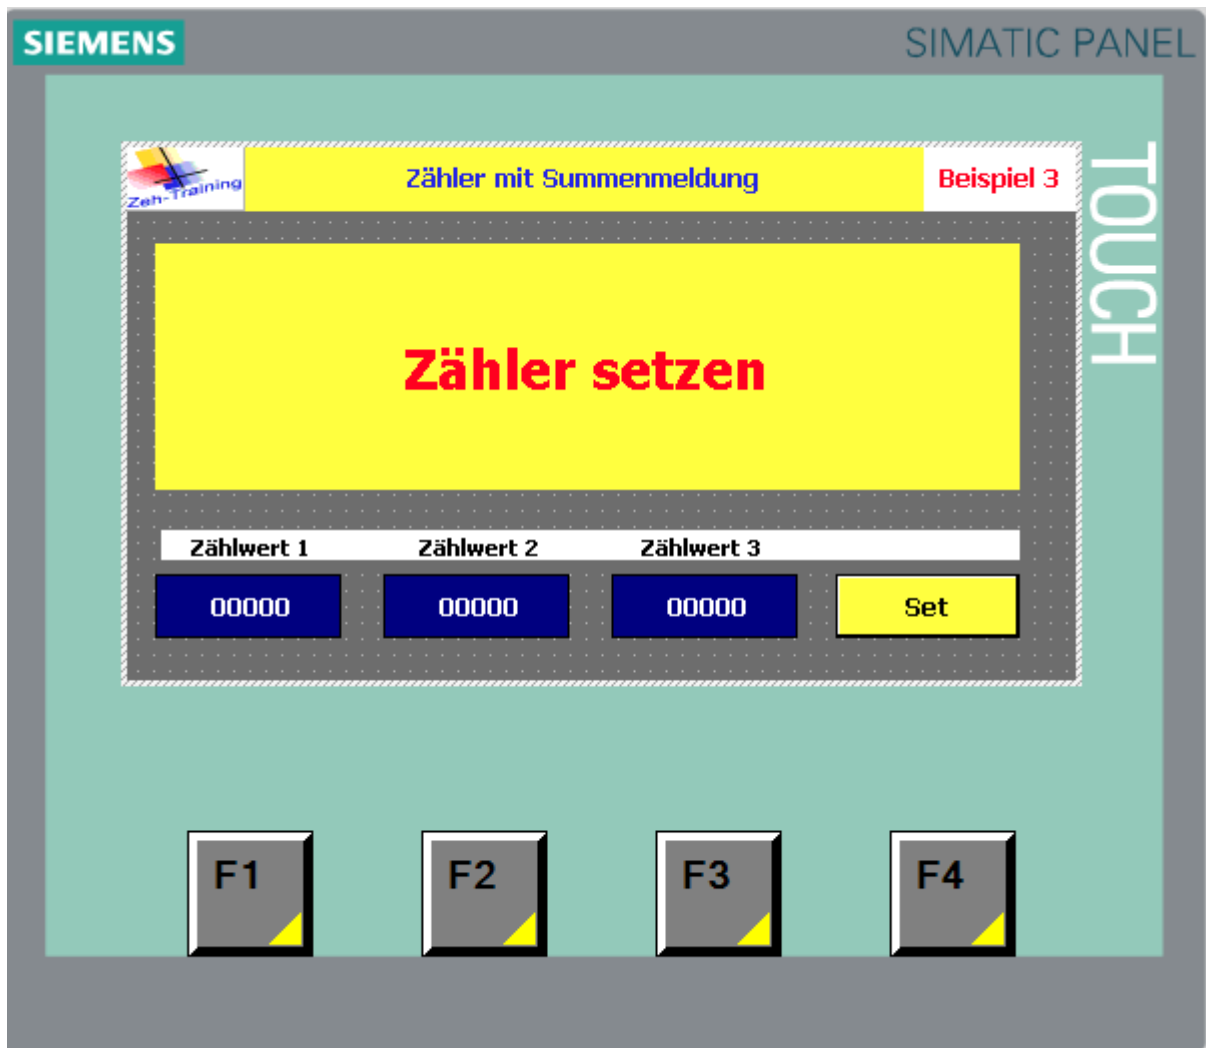 SIEMENS
SIMATIC PANEL
TOUCH
Zeh-Training
Zähler mit Summenmeldung
Beispiel 3
Zähler setzen
Zählwert 1 Zählwert 2 Zählwert 3
00000 00000 00000 Set
F1 F2 F3 F4